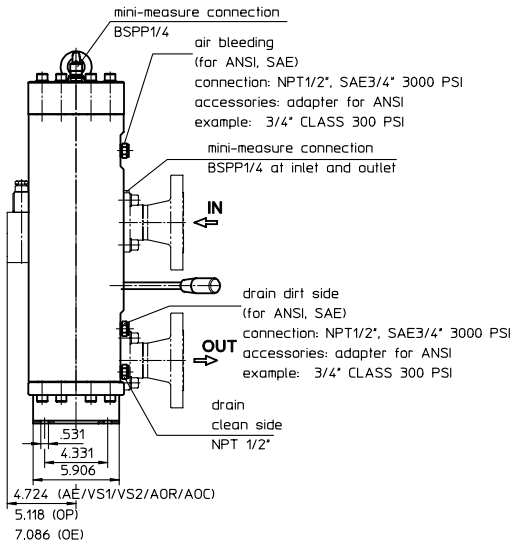 mini-measure connection
BSPP1/4
air bleeding
(for ANSI, SAE)
connection: NPT1/2", SAE3/4" 3000 PSI
accessories: adapter for ANSI
example: 3/4" CLASS 300 PSI
mini-measure connection
BSPP1/4 at inlet and outlet
IN
drain dirt side
(for ANSI, SAE)
connection: NPT1/2", SAE3/4" 3000 PSI
OUT
accessories: adapter for ANSI
example: 3/4" CLASS 300 PSI
drain
clean side
NPT 1/2"
.531
4.331
5.906
4.724 (AE/VS1/VS2/AOR/AOC)
5.118 (OP)
7.086 (OE)